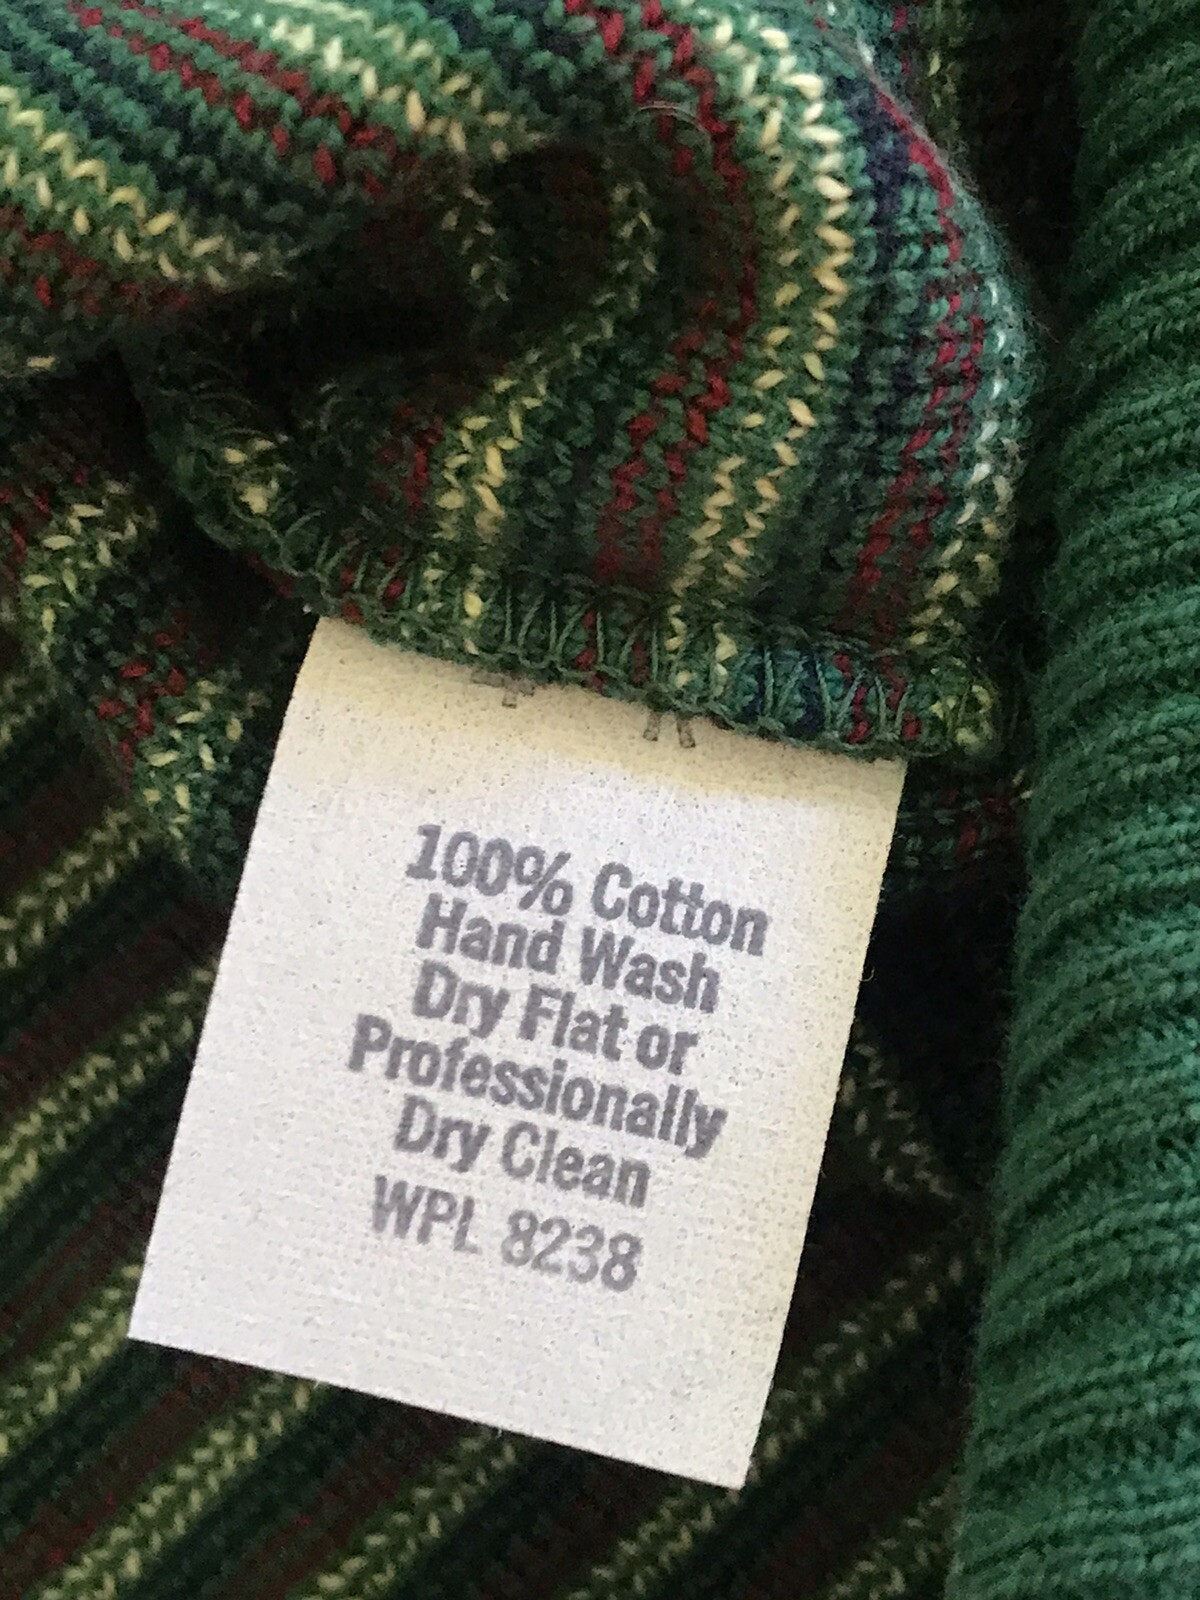 100% Cotton
Hand Wash
Dry Flat or
Professionally
Dry Clean
WPL 8238